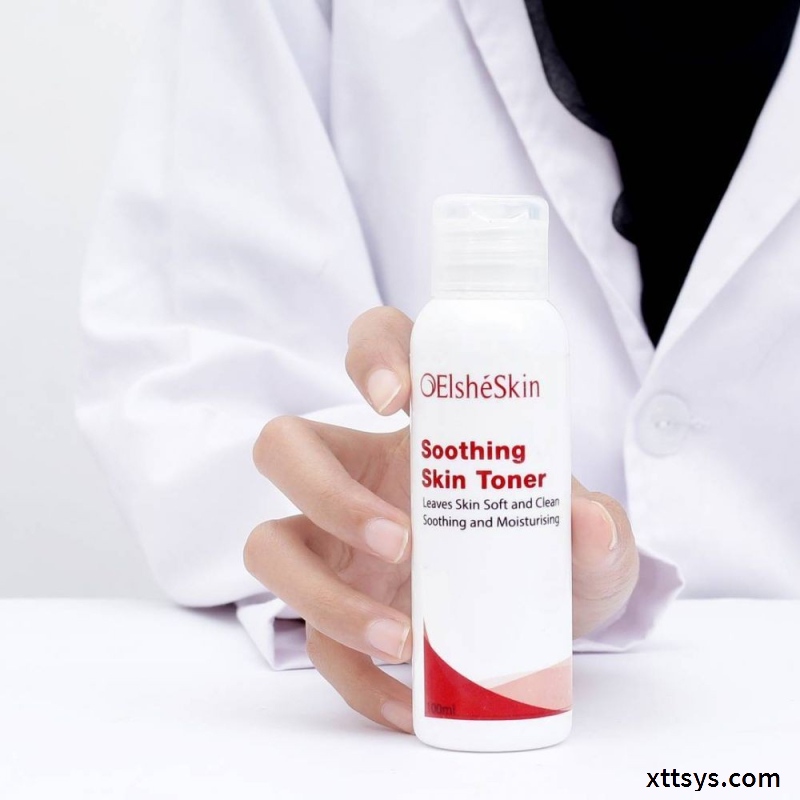 ElshéSkin
Soothing
Skin Toner
Leaves Skin Soft and Clean
Soothing and Moisturising
100ml
xttsys.com